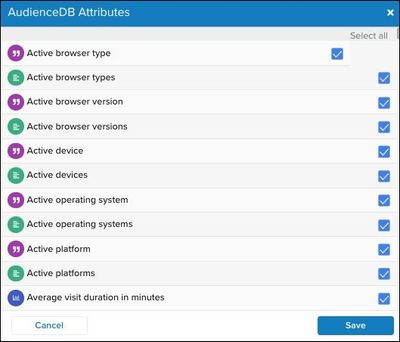 AudienceDB Attributes ×
Select all
Active browser type
Active browser types
Active browser version
Active browser versions
Active device
Active devices
Active operating system
Active operating systems
Active platform
Active platforms
Average visit duration in minutes
Cancel Save